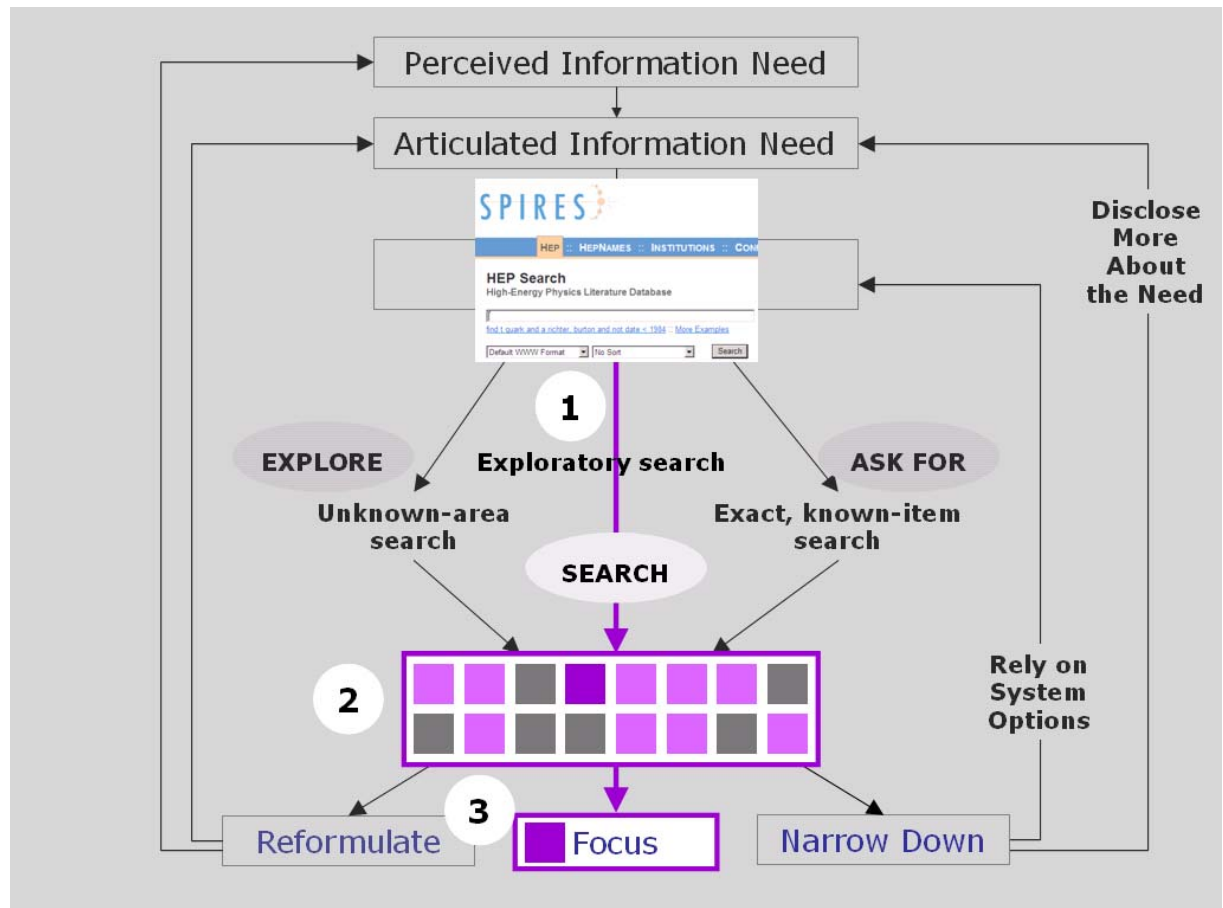 Perceived Information Need
Articulated Information Need
SPIRES
HEP :: HEPNAMES :: INSTITUTIONS :: CON
HEP Search
High-Energy Physics Literature Database
find t quark and a richter, burton and not date < 1984 :: More Examples
Default WWW Format No Sort Search
Disclose
More
About
the Need
1
EXPLORE
Exploratory search
ASK FOR
Unknown-area
search
Exact, known-item
search
SEARCH
2
Rely on
System
Options
3
Reformulate
Focus
Narrow Down